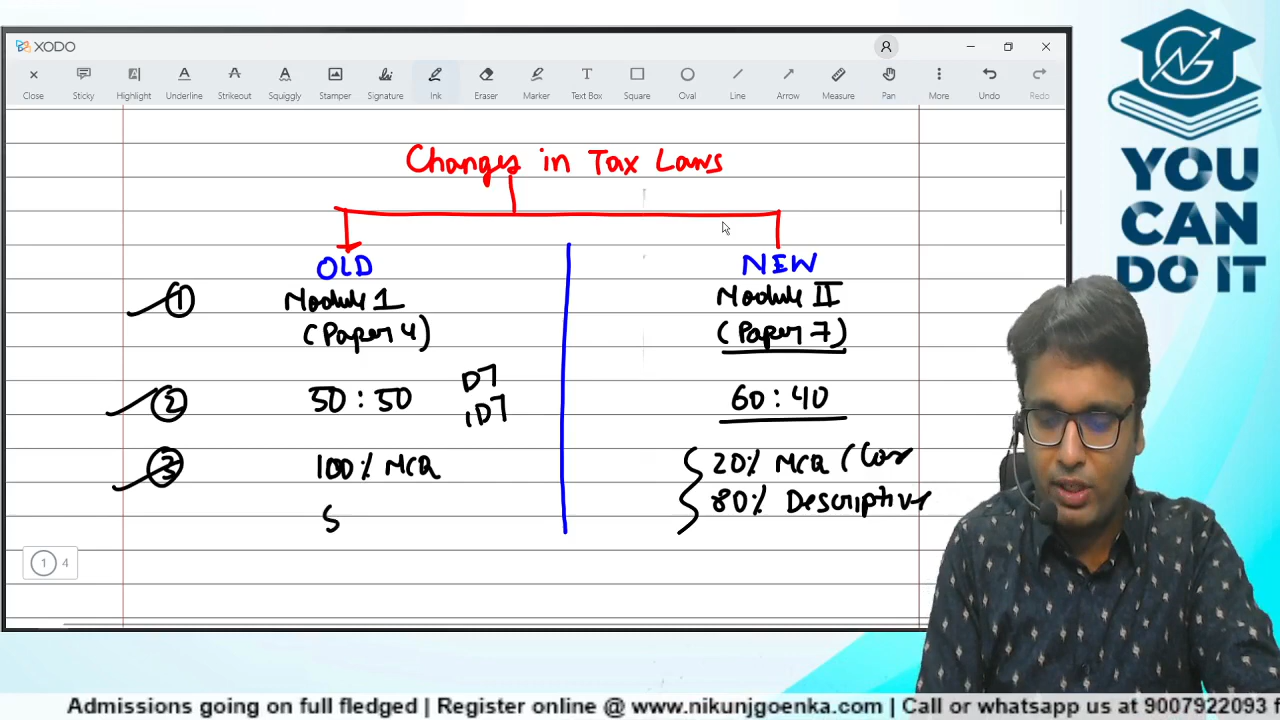 XODO
Close
Sticky
Highlight
Underline
Strikeout
Squiggly
Stamper
Signature
Ink
Marker
Text Box
Square
Oval
Line
Arrow
Measure
Pan
More
Undo
Redo
Changes in Tax Laws
OLD
NEW
① Module 1
(Paper 4)
Module II
(Paper 7)
② 50 : 50
DT
IDT
60 : 40
③ 100% MCQ
20% MCQ (
80% Descriptive
S
1 4
YOU
CAN
DO IT
Admissions going on full fledged | Register online @ www.nikunjgoenka.com | or whatsapp us at 9007922093